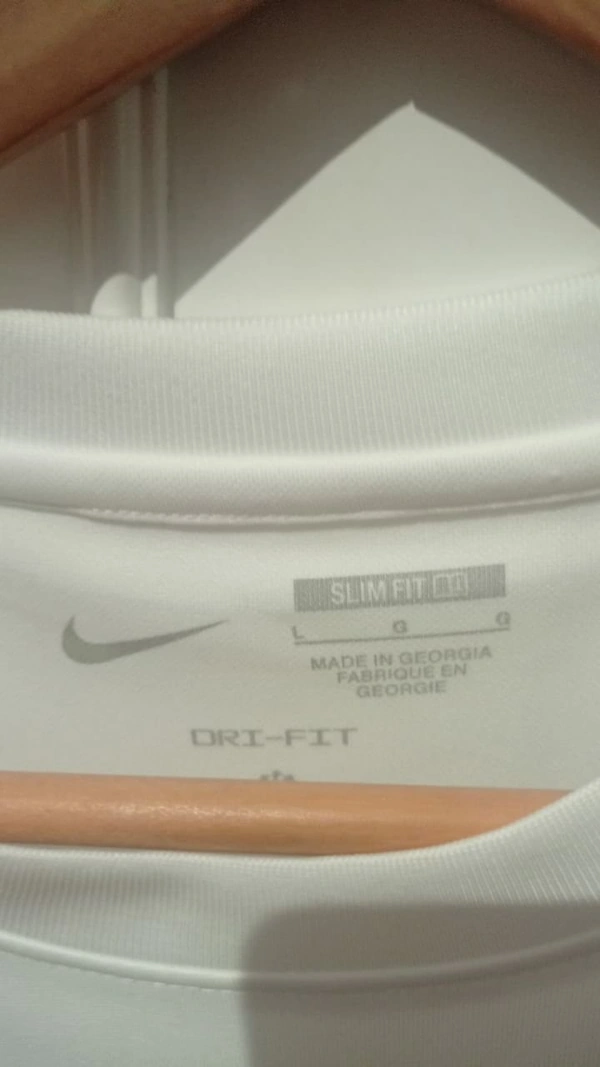 SLIM FIT
L G G
MADE IN GEORGIA
FABRIQUE EN
GEORGIE
DRI-FIT